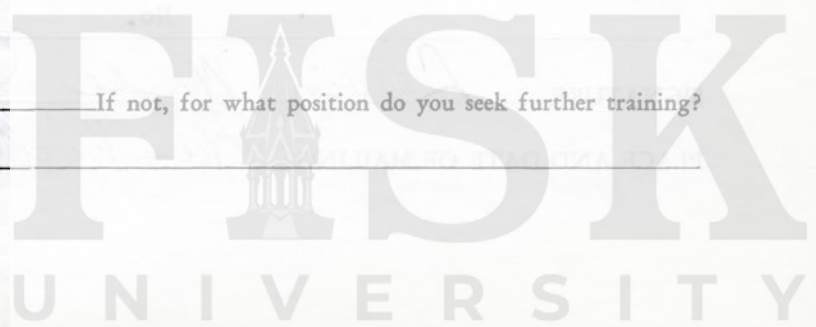 If not, for what position do you seek further training?
FISK
UNIVERSITY